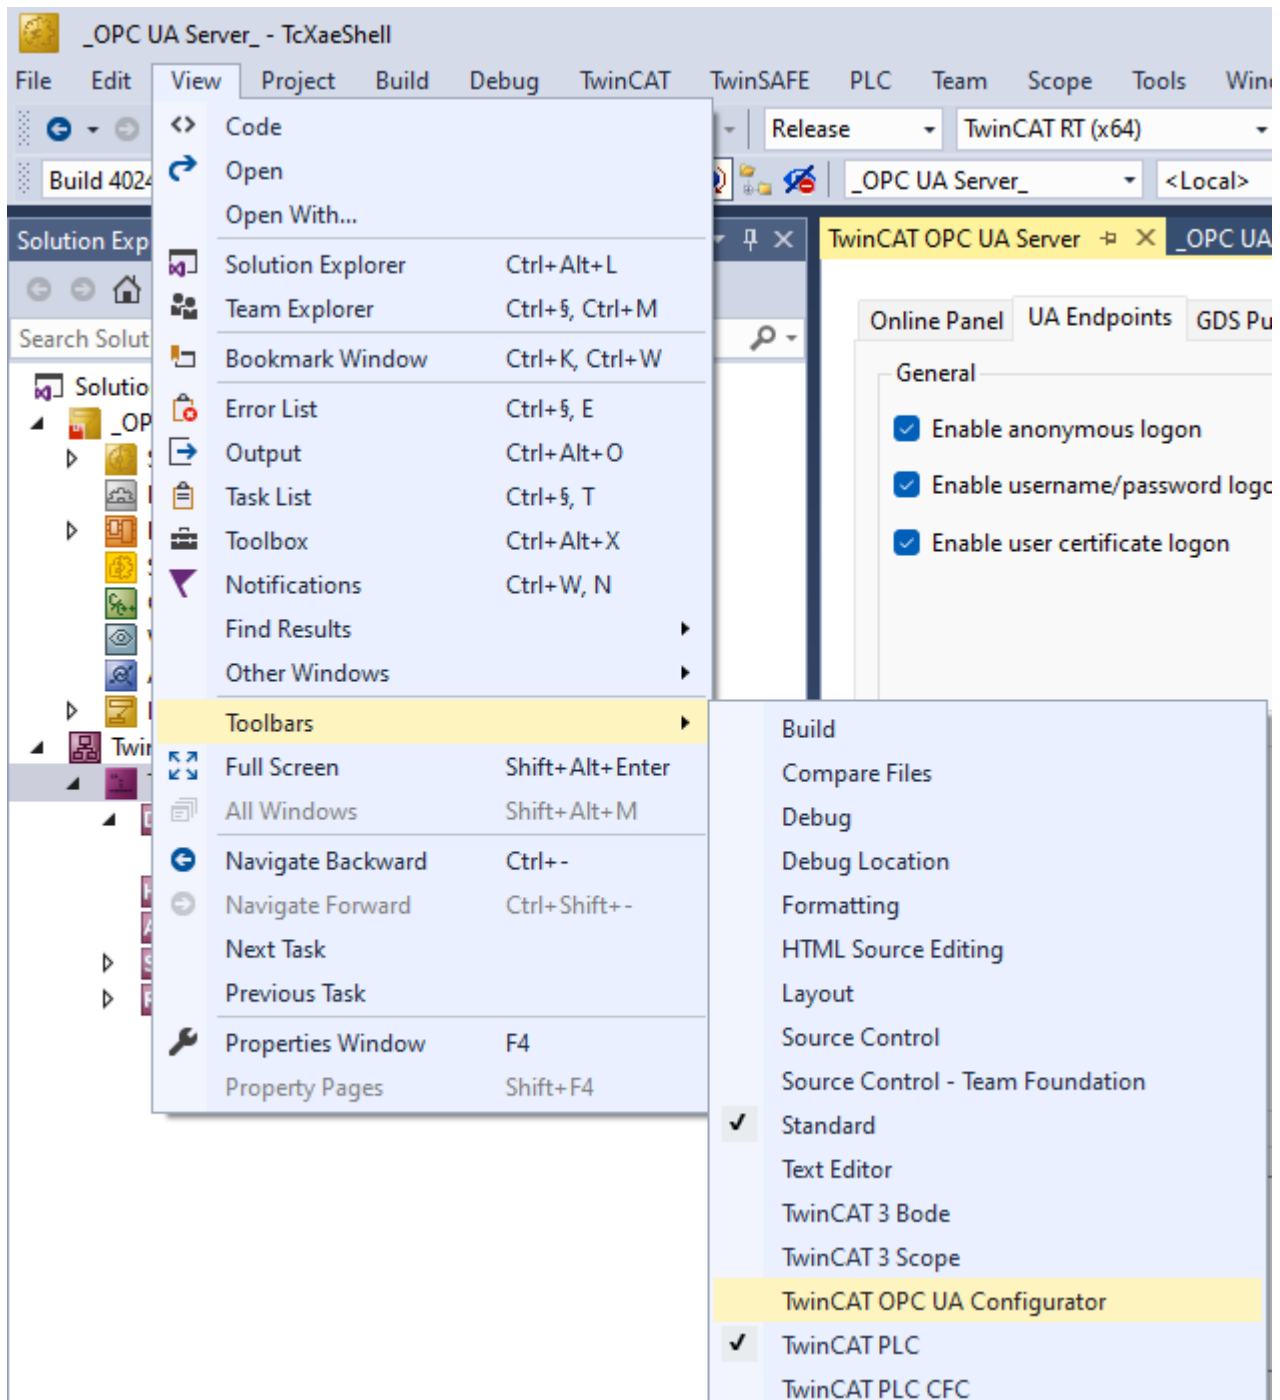 _OPC UA Server_ - TcXaeShell
File Edit View Project Build Debug TwinCAT TwinSAFE PLC Team Scope Tools
Release TwinCAT RT (x64)
Build 4024 _OPC UA Server_ <Local>
Solution
TwinCAT OPC UA Server _OPC UA
Search
Online Panel UA Endpoints GDS
General
Enable anonymous logon
Enable username/password
Enable user certificate logon
Code
Open
Open With...
Solution Explorer Ctrl+Alt+L
Team Explorer Ctrl+§, Ctrl+M
Bookmark Window Ctrl+K, Ctrl+W
Error List Ctrl+§, E
Output Ctrl+Alt+O
Task List Ctrl+§, T
Toolbox Ctrl+Alt+X
Notifications Ctrl+W, N
Find Results
Other Windows
Toolbars
Full Screen Shift+Alt+Enter
All Windows Shift+Alt+M
Navigate Backward Ctrl+-
Navigate Forward Ctrl+Shift+-
Next Task
Previous Task
Properties Window F4
Property Pages Shift+F4
Build
Compare Files
Debug
Debug Location
Formatting
HTML Source Editing
Layout
Source Control
Source Control - Team Foundation
Standard
Text Editor
TwinCAT 3 Bode
TwinCAT 3 Scope
TwinCAT OPC UA Configurator
TwinCAT PLC
TwinCAT PLC CFC